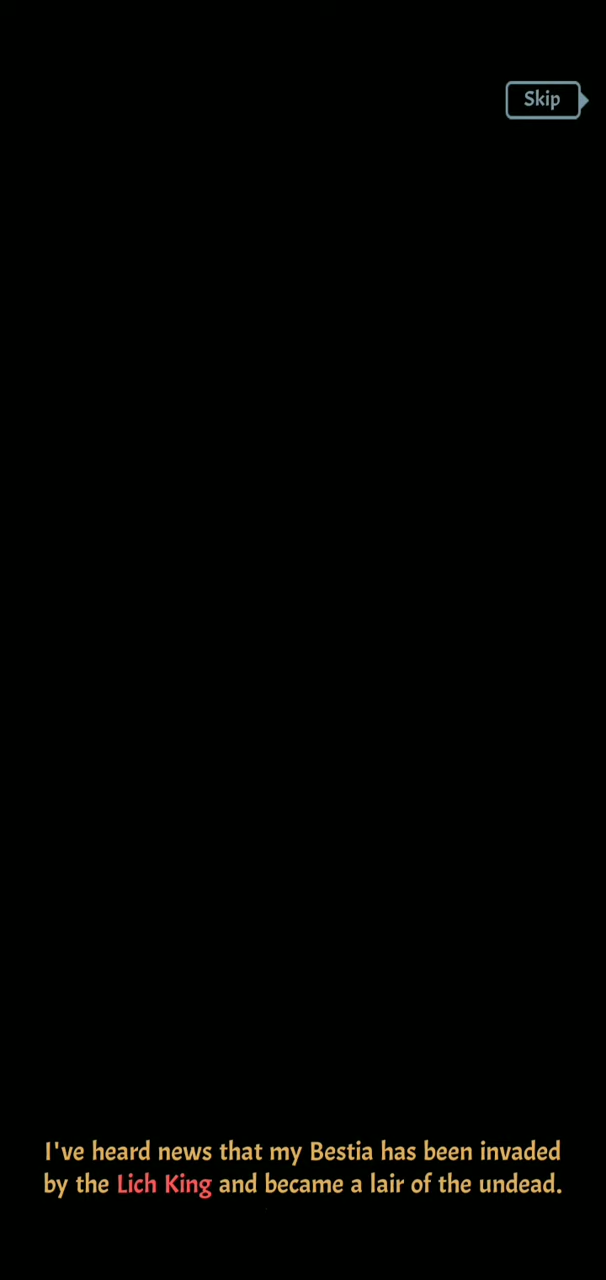 Skip
I've heard news that my Bestia has been invaded
by the Lich King and became a lair of the undead.